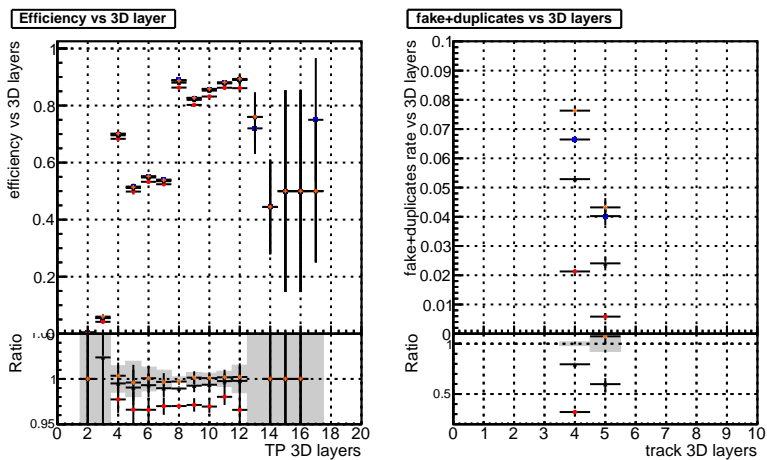 Efficiency vs 3D layer
efficiency vs 3D layers
1
0.8
0.6
0.4
0.2
0
Ratio
1
0.95
0 2 4 6 8 10 12 14 16 18 20
TP 3D layers
fake+duplicates vs 3D layers
fake+duplicates rate vs 3D layers
0.1
0.09
0.08
0.07
0.06
0.05
0.04
0.03
0.02
0.01
0
Ratio
1
0.5
0 1 2 3 4 5 6 7 8 9 10
track 3D layers